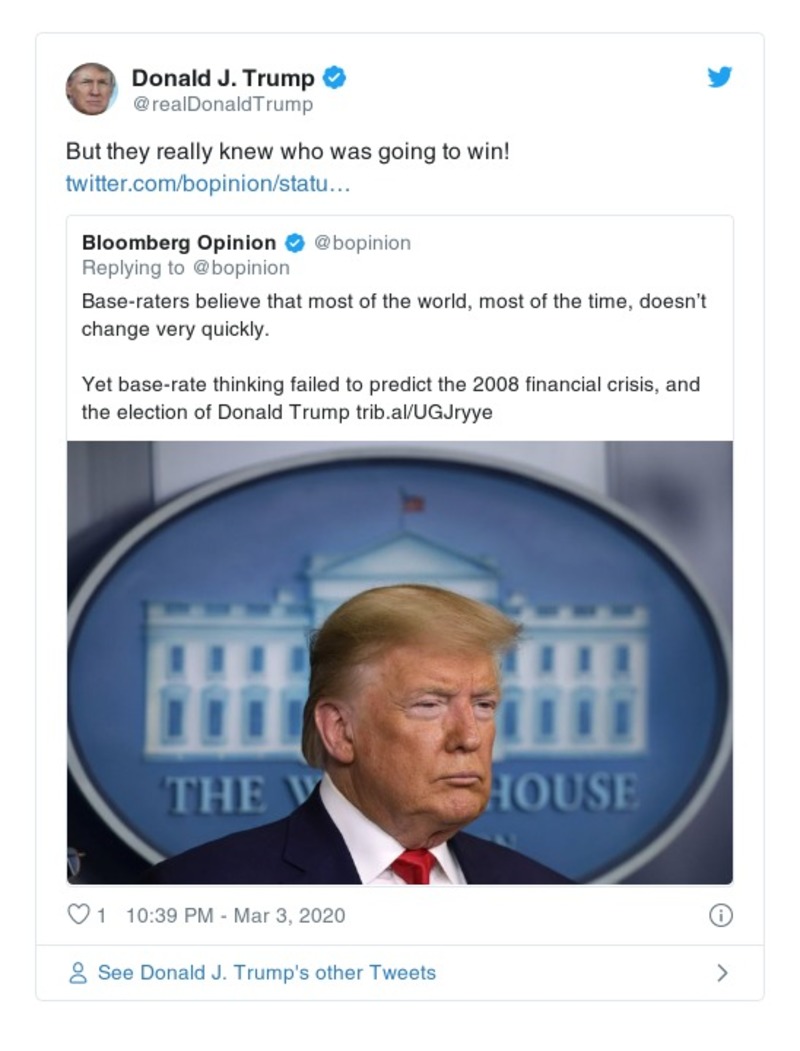 Donald J. Trump
@realDonaldTrump
But they really knew who was going to win!
twitter.com/bopinion/statu…
Bloomberg Opinion @bopinion
Replying to @bopinion
Base-raters believe that most of the world, most of the time, doesn’t
change very quickly.
Yet base-rate thinking failed to predict the 2008 financial crisis, and
the election of Donald Trump trib.al/UGJryye
THE W HOUSE
1 10:39 PM - Mar 3, 2020
See Donald J. Trump's other Tweets